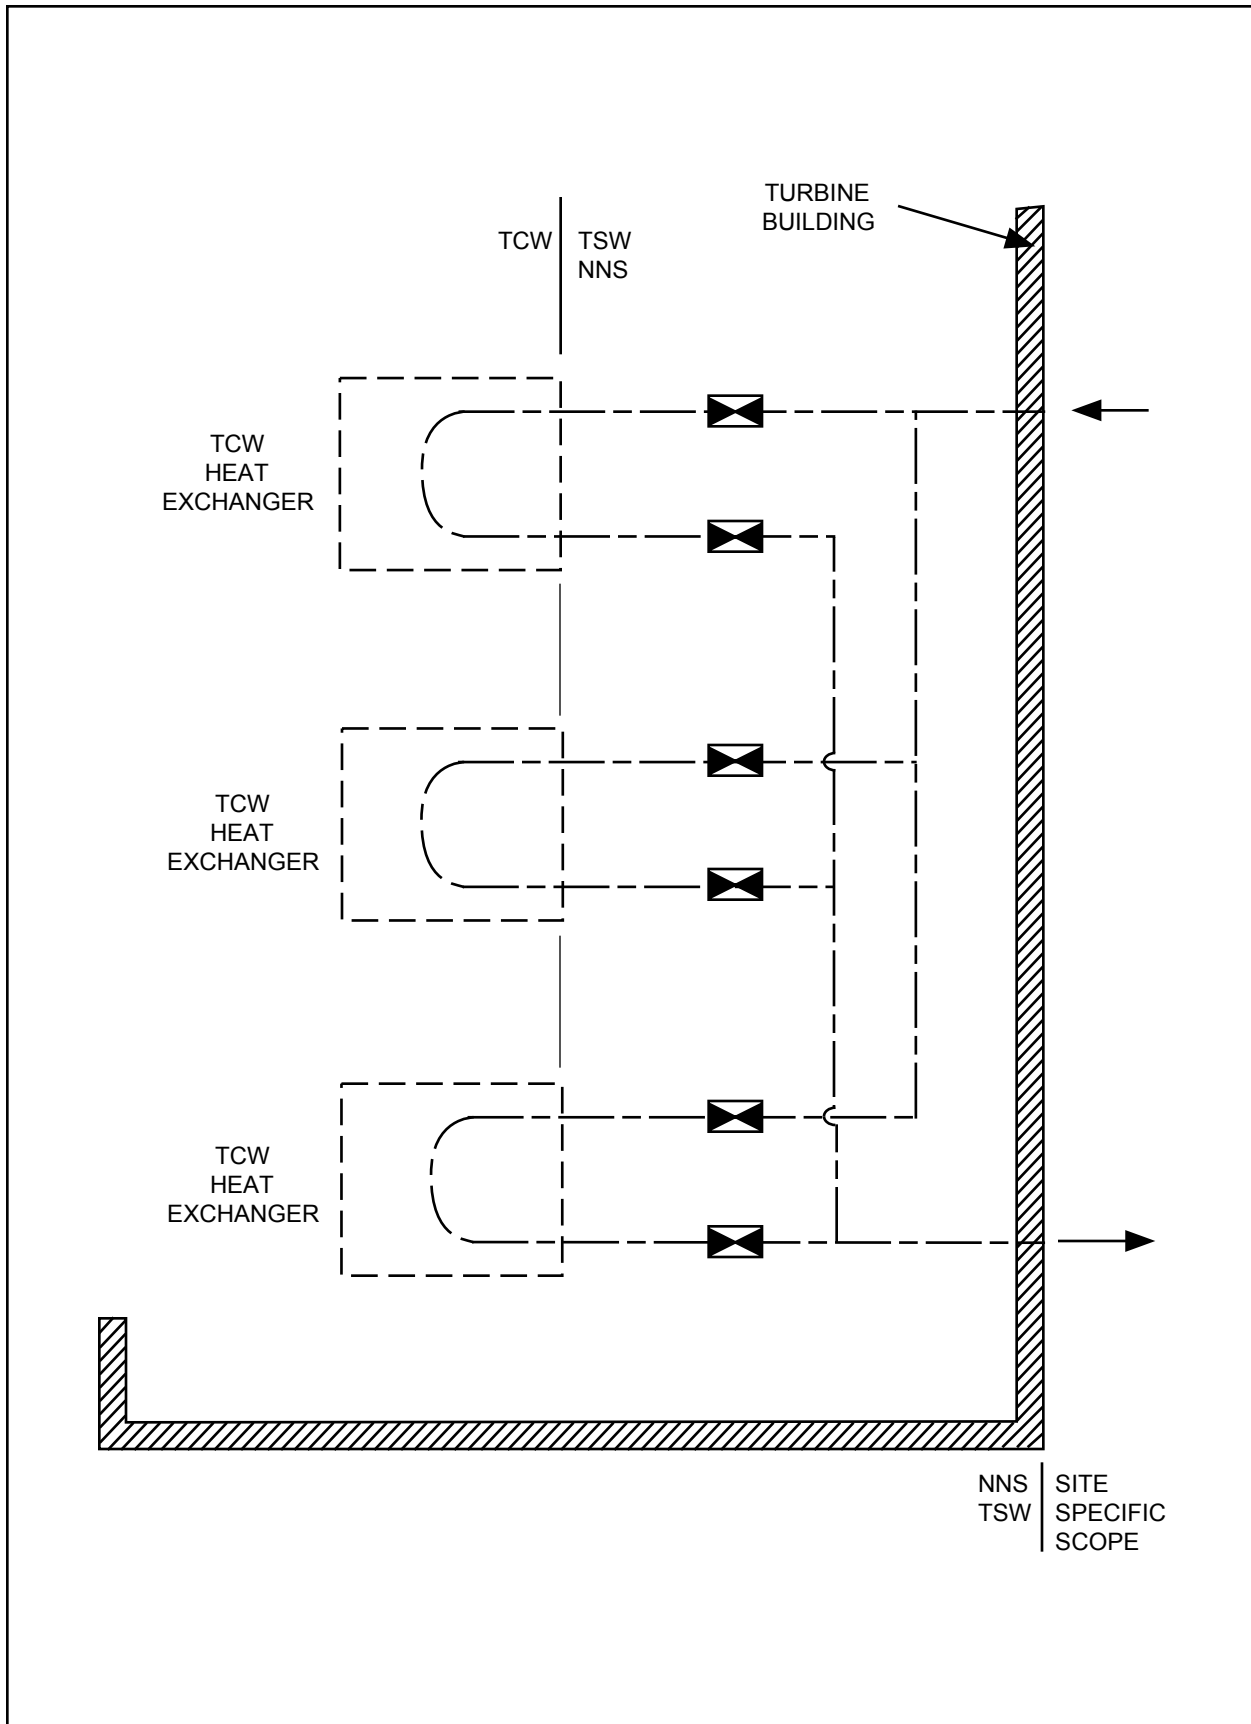 TURBINE
BUILDING
TCW
TSW
NNS
TCW
HEAT
EXCHANGER
TCW
HEAT
EXCHANGER
TCW
HEAT
EXCHANGER
NNS
TSW
SITE
SPECIFIC
SCOPE